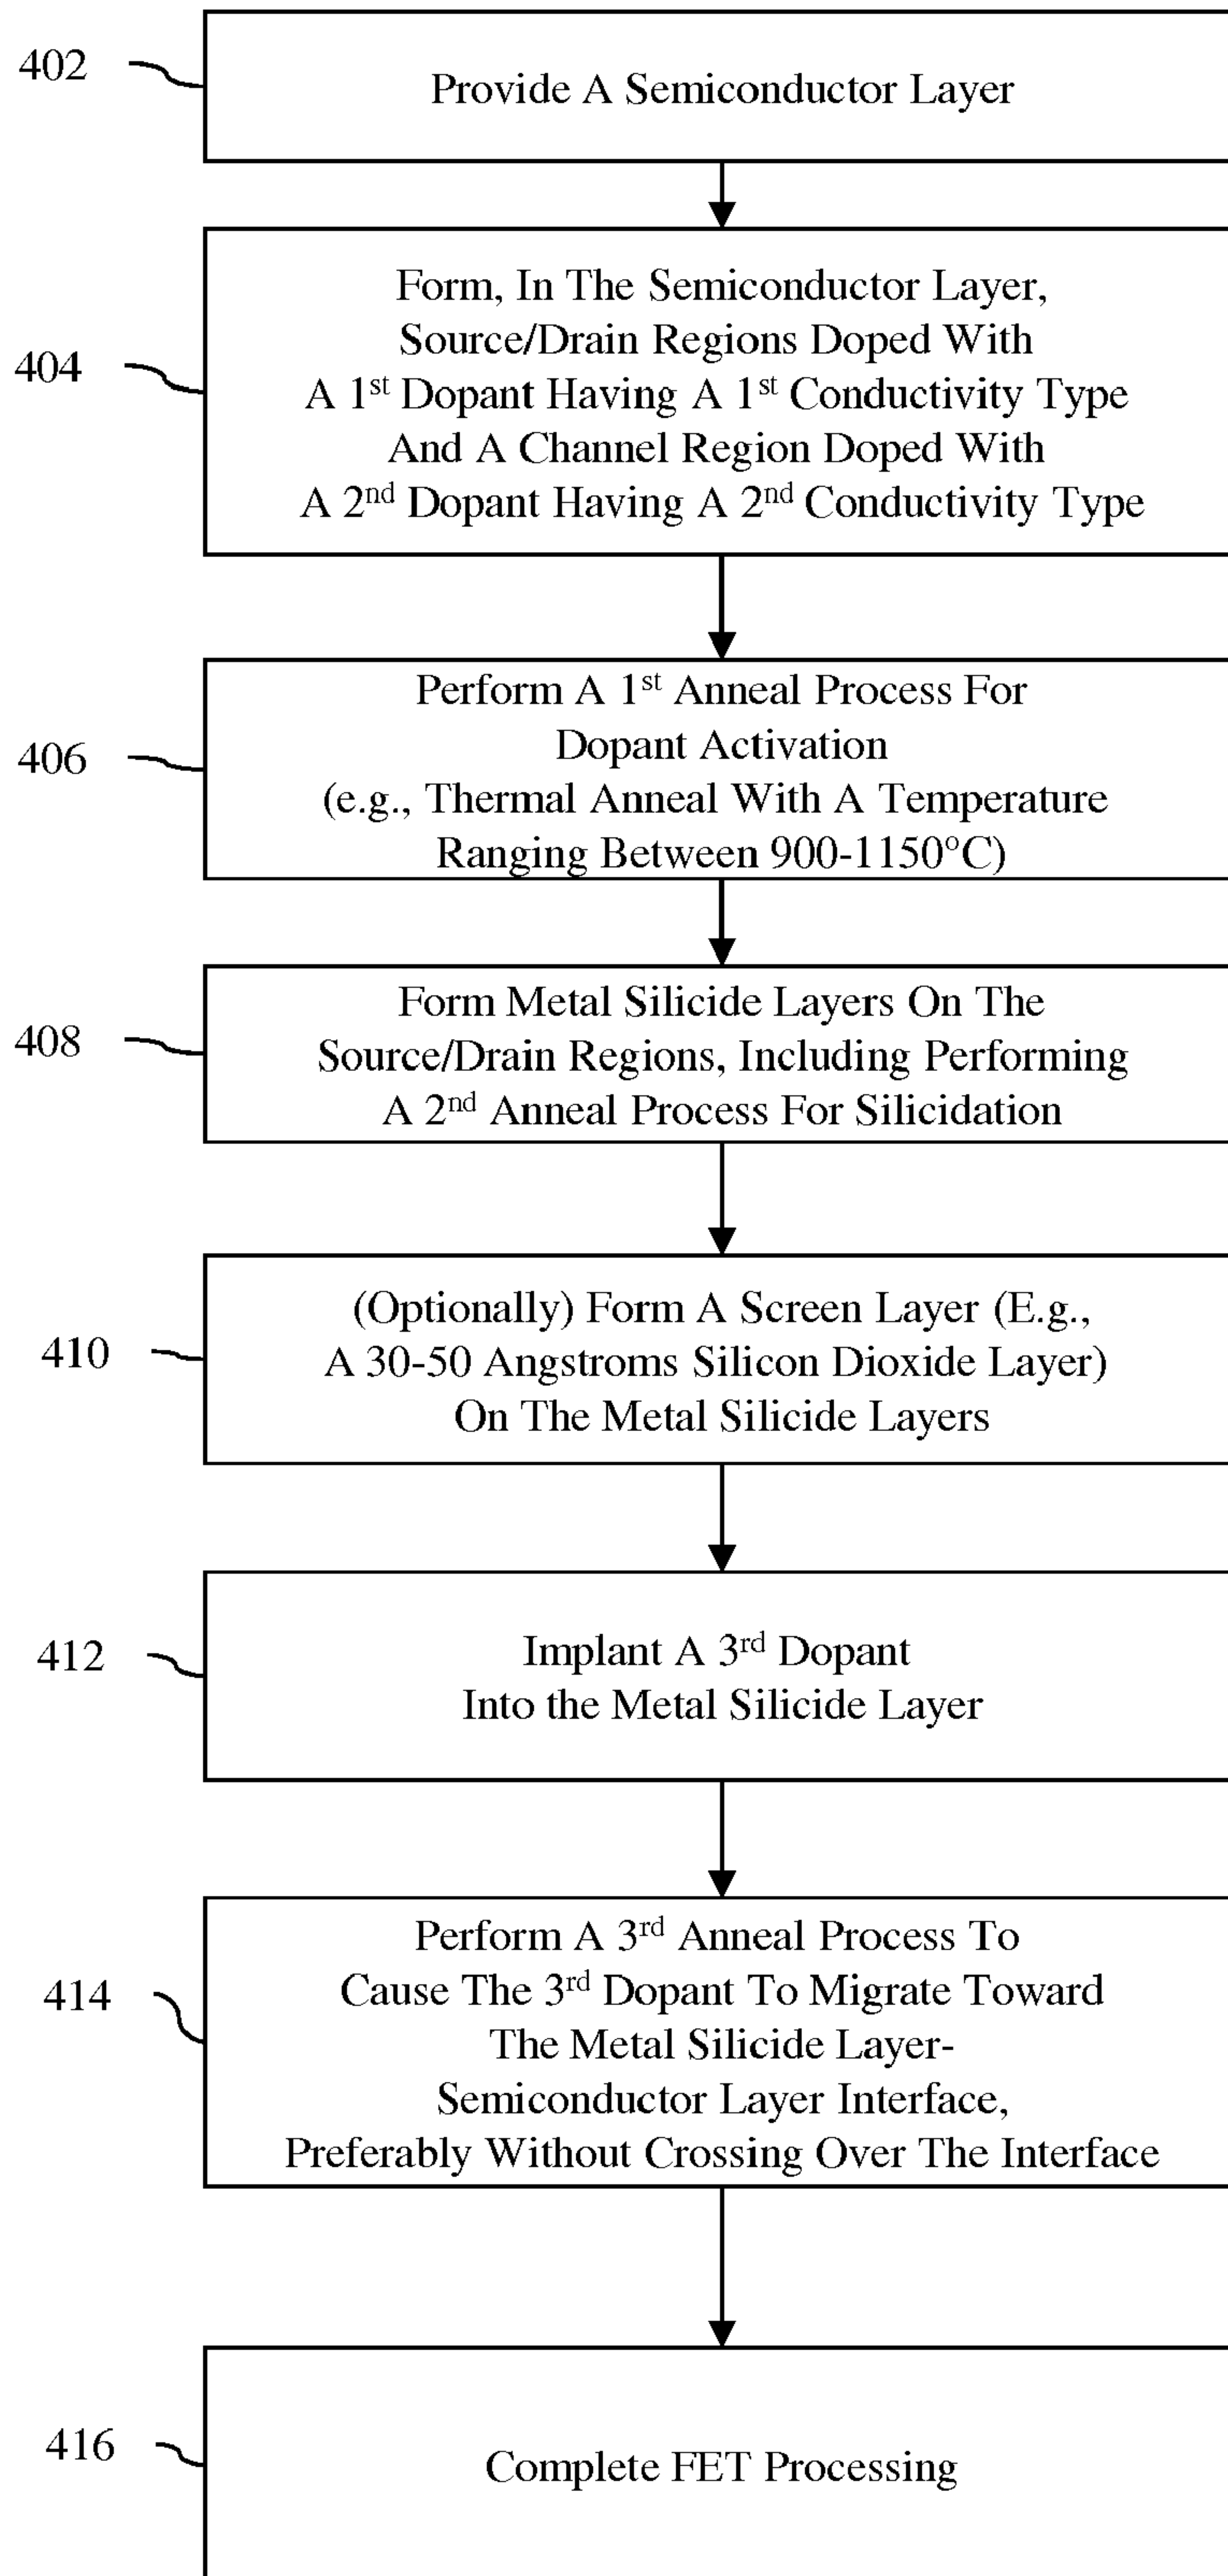 402
Provide A Semiconductor Layer
404
Form, In The Semiconductor Layer,
Source/Drain Regions Doped With
A 1st Dopant Having A 1st Conductivity Type
And A Channel Region Doped With
A 2nd Dopant Having A 2nd Conductivity Type
406
Perform A 1st Anneal Process For
Dopant Activation
(e.g., Thermal Anneal With A Temperature
Ranging Between 900-1150°C)
408
Form Metal Silicide Layers On The
Source/Drain Regions, Including Performing
A 2nd Anneal Process For Silicidation
410
(Optionally) Form A Screen Layer (E.g.,
A 30-50 Angstroms Silicon Dioxide Layer)
On The Metal Silicide Layers
412
Implant A 3rd Dopant
Into the Metal Silicide Layer
414
Perform A 3rd Anneal Process To
Cause The 3rd Dopant To Migrate Toward
The Metal Silicide Layer-
Semiconductor Layer Interface,
Preferably Without Crossing Over The Interface
416
Complete FET Processing